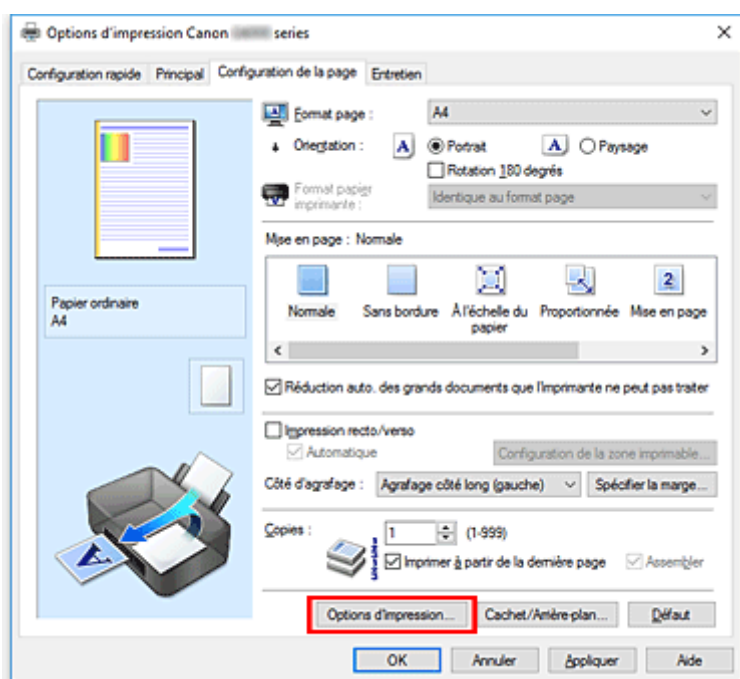 Options d'impression Canon series
Configuration rapide Principal Configuration de la page Entretien
Format page : A4
Orientation : A Portrait A Paysage
Rotation 180 degrés
Format papier imprimante : Identique au format page
Mise en page : Normale
Normale Sans bordure À l'échelle du papier Proportionnée 2 Mise en page
Papier ordinaire
A4
Réduction auto. des grands documents que l'imprimante ne peut pas traiter
Impression recto/verso
Automatique Configuration de la zone imprimable...
Côté d'agrafage : Agrafage côté long (gauche) Spécifier la marge...
Copies : 1 (1-999)
Imprimer à partir de la dernière page Assembler
Options d'impression... Cachet/Arrière-plan... Défaut
OK Annuler Appliquer Aide